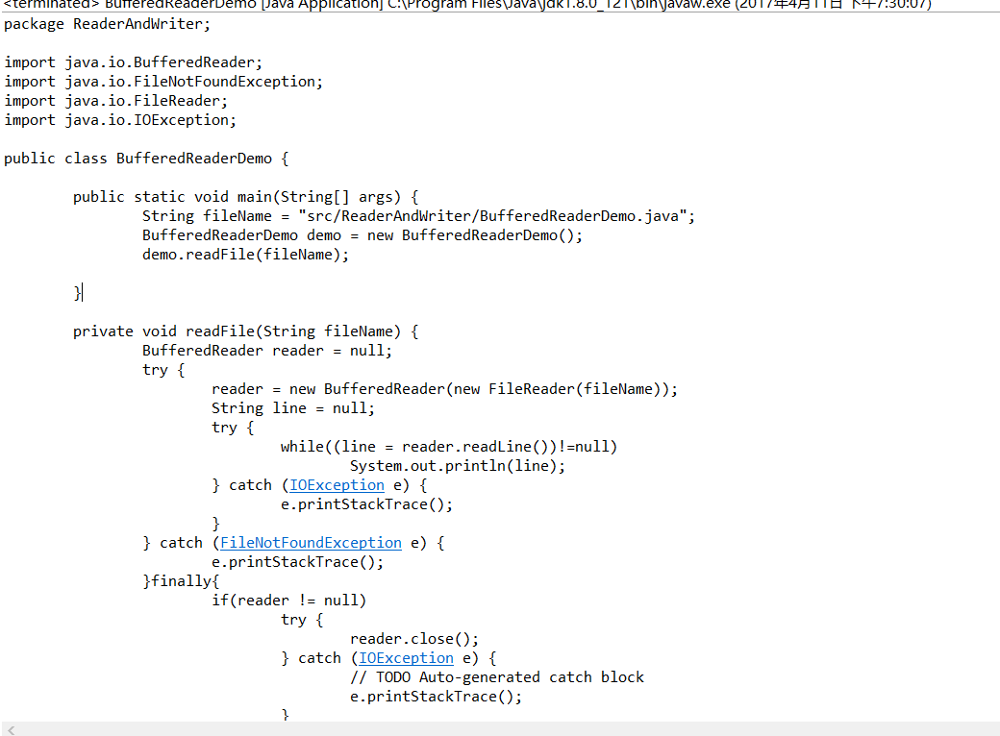 <terminated> BufferedReaderDemo [Java Application] C:\Program Files\Java\jdk1.8.0_121\bin\javaw.exe (2017年4月11日 下午7:30:07)
package ReaderAndWriter;

import java.io.BufferedReader;
import java.io.FileNotFoundException;
import java.io.FileReader;
import java.io.IOException;

public class BufferedReaderDemo {

        public static void main(String[] args) {
                String fileName = "src/ReaderAndWriter/BufferedReaderDemo.java";
                BufferedReaderDemo demo = new BufferedReaderDemo();
                demo.readFile(fileName);

        }

        private void readFile(String fileName) {
                BufferedReader reader = null;
                try {
                        reader = new BufferedReader(new FileReader(fileName));
                        String line = null;
                        try {
                                while((line = reader.readLine())!=null)
                                        System.out.println(line);
                        } catch (IOException e) {
                                e.printStackTrace();
                        }
                } catch (FileNotFoundException e) {
                        e.printStackTrace();
                }finally{
                        if(reader != null)
                                try {
                                        reader.close();
                                } catch (IOException e) {
                                        // TODO Auto-generated catch block
                                        e.printStackTrace();
                                }